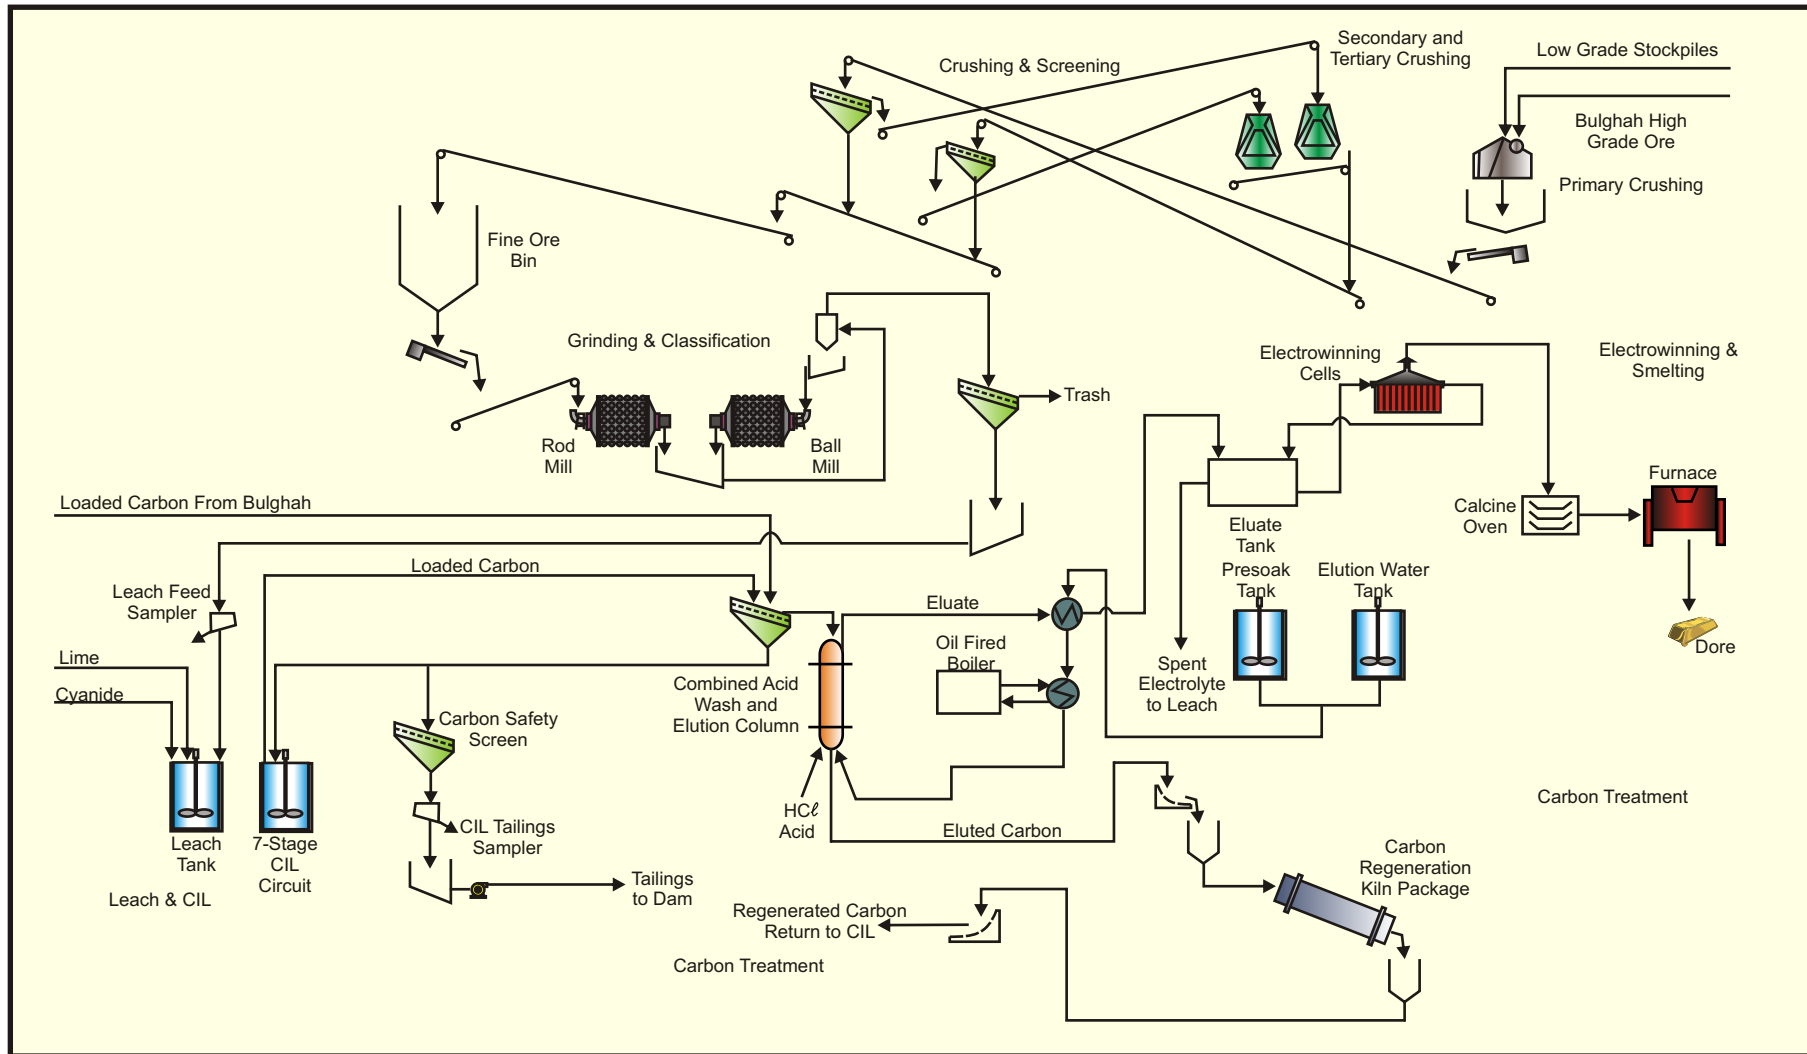 Secondary and
Tertiary Crushing
Low Grade Stockpiles
Crushing & Screening
Bulghah High
Grade Ore
Primary Crushing
Fine Ore
Bin
Grinding & Classification
Electrowinning
Cells
Electrowinning &
Smelting
Trash
Rod
Mill
Ball
Mill
Furnace
Loaded Carbon From Bulghah
Calcine
Oven
Eluate
Tank
Loaded Carbon
Presoak
Tank
Elution Water
Tank
Leach Feed
Sampler
Eluate
Oil Fired
Boiler
Dore
Lime
Cyanide
Spent
Electrolyte
to Leach
Combined Acid
Wash and
Elution Column
Carbon Safety
Screen
HCℓ
Acid
Carbon Treatment
CIL Tailings
Sampler
Eluted Carbon
Leach
Tank
7-Stage
CIL
Circuit
Carbon
Regeneration
Kiln Package
Tailings
to Dam
Leach & CIL
Regenerated Carbon
Return to CIL
Carbon Treatment